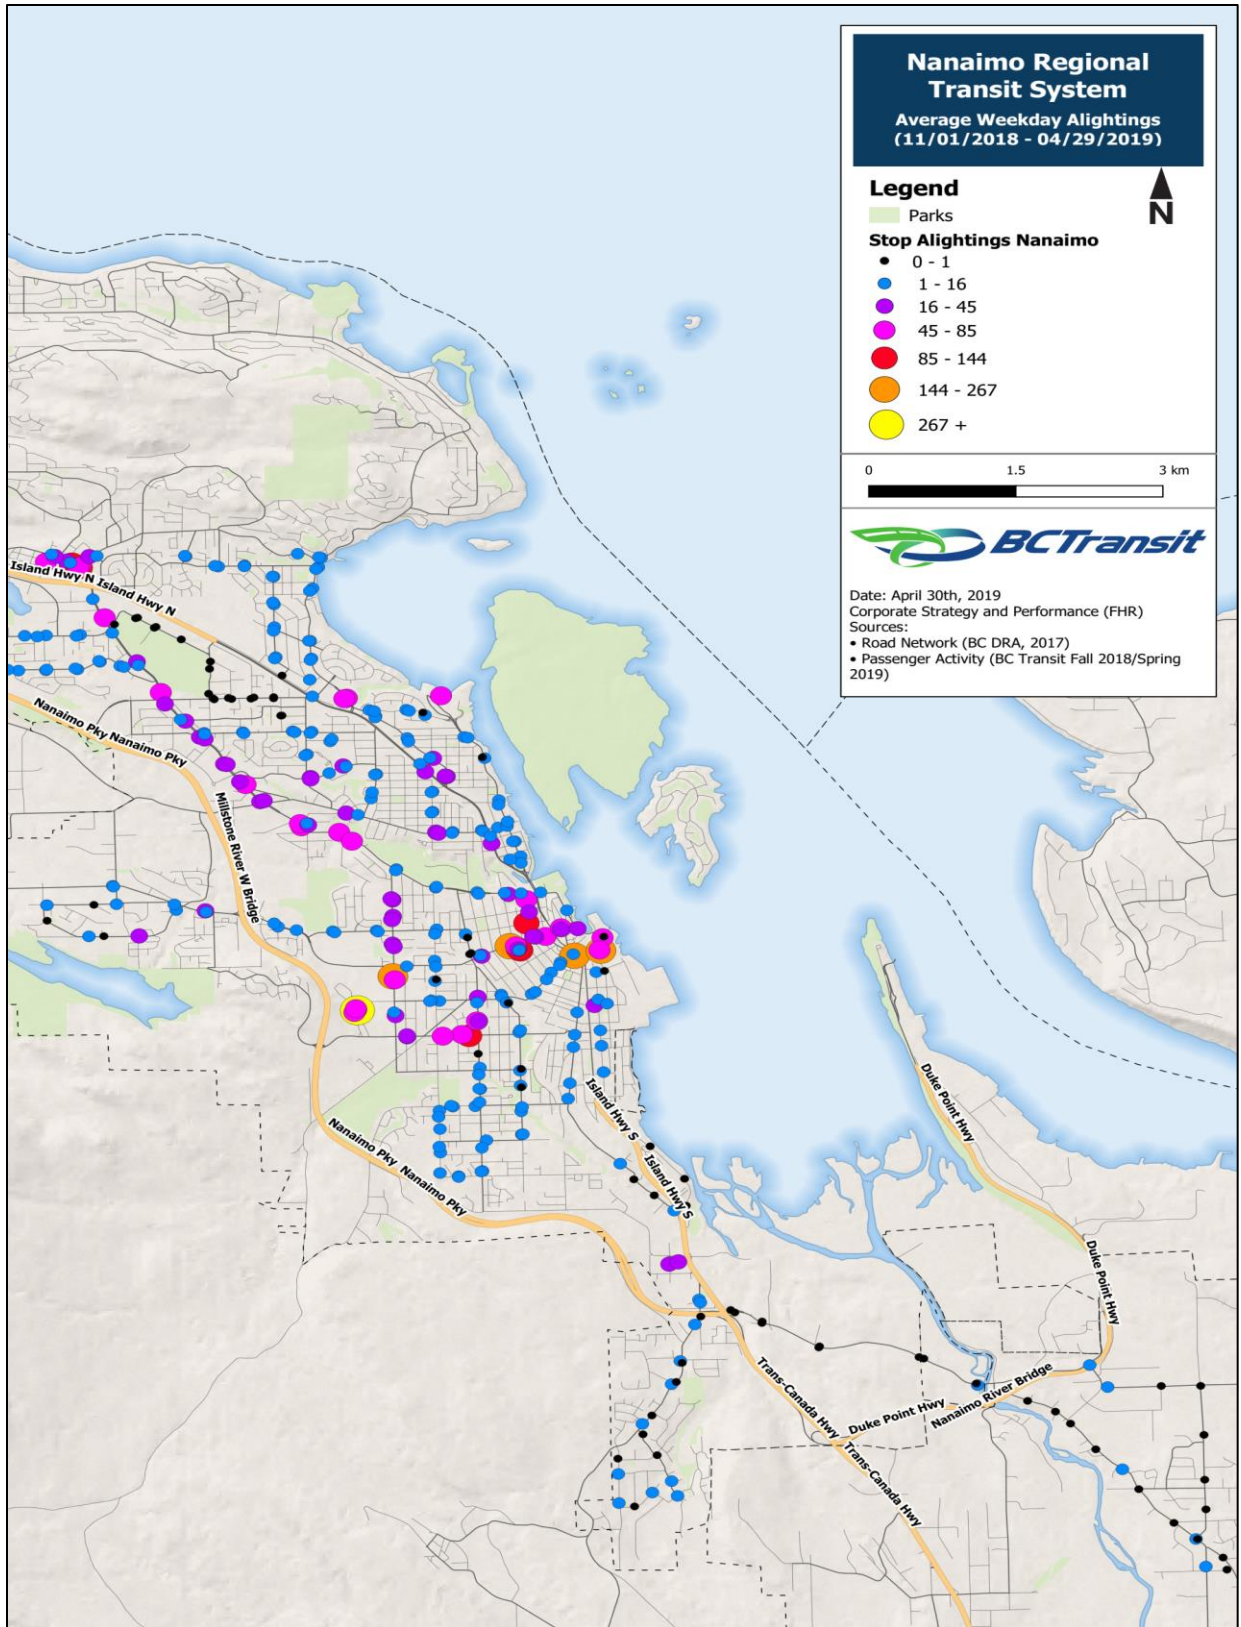 Nanaimo Regional
Transit System
Average Weekday Alightings
(11/01/2018 - 04/29/2019)
Legend
N
Parks
Stop Alightings Nanaimo
0 - 1
1 - 16
16 - 45
45 - 85
85 - 144
144 - 267
267 +
0 1.5 3 km
BCTransit
Date: April 30th, 2019
Corporate Strategy and Performance (FHR)
Sources:
• Road Network (BC DRA, 2017)
• Passenger Activity (BC Transit Fall 2018/Spring
2019)
Island Hwy N Island Hwy N
Nanaimo Pky Nanaimo Pky
Millstone River W Bridge
Duke Point Hwy
Island Hwy S
Nanaimo Pky Nanaimo Pky
Island Hwy S
Duke Point Hwy
Trans-Canada Hwy
Nanaimo River Bridge
Duke Point Hwy
Trans-Canada Hwy